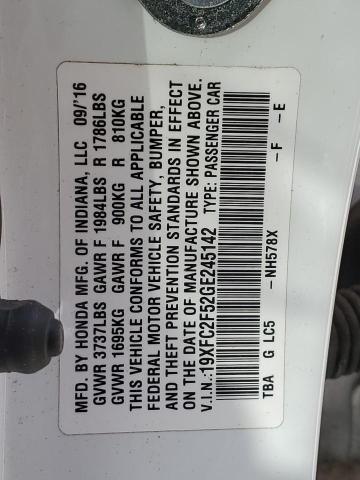 MFD. BY HONDA MFG. OF INDIANA, LLC 09/'16
GVWR 3737LBS GAWR F 1984LBS R 1786LBS
GVWR 1695KG GAWR F 900KG R 810KG
THIS VEHICLE CONFORMS TO ALL APPLICABLE
FEDERAL MOTOR VEHICLE SAFETY, BUMPER,
AND THEFT PREVENTION STANDARDS IN EFFECT
ON THE DATE OF MANUFACTURE SHOWN ABOVE.
V.I.N.:19XFC2F52GE245142 TYPE: PASSENGER CAR
TBA G LC5 -NH578X -F -E